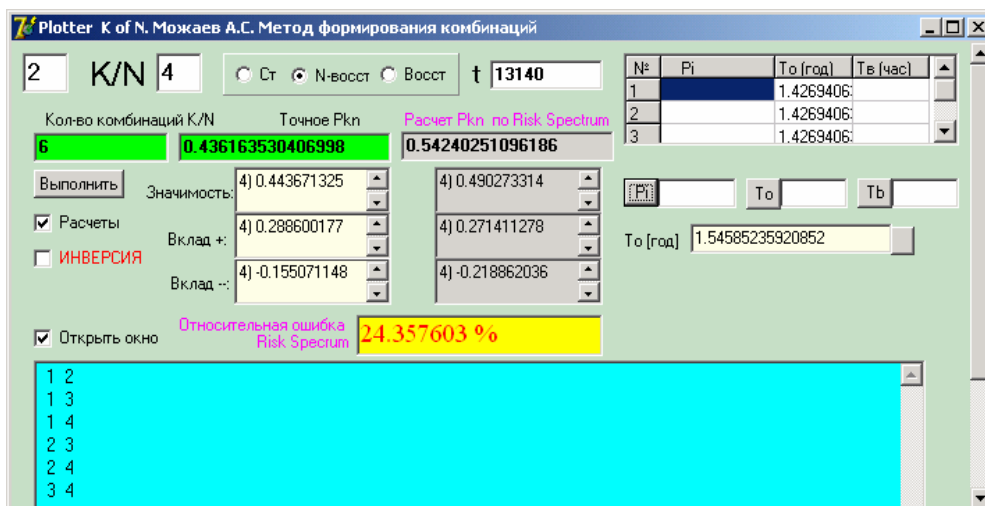 Plotter K of N. Можаев А.С. Метод формирования комбинаций
2 K/N 4 Ст N-восст Восст t 13140
№ Pi То (год) Тв (час)
1 1.4269406
2 1.4269406
3 1.4269406
Кол-во комбинаций K/N Точное Pkn Расчет Pkn по Risk Spectrum
6 0.436163530406998 0.54240251096186
Выполнить Значимость: 4) 0.443671325 4) 0.490273314
Pi То Tb
Расчеты Вклад +: 4) 0.288600177 4) 0.271411278
То [год] 1.54585235920852
ИНВЕРСИЯ Вклад --: 4) -0.155071148 4) -0.218862036
Открыть окно Относительная ошибка Risk Specrum 24.357603 %
1 2
1 3
1 4
2 3
2 4
3 4